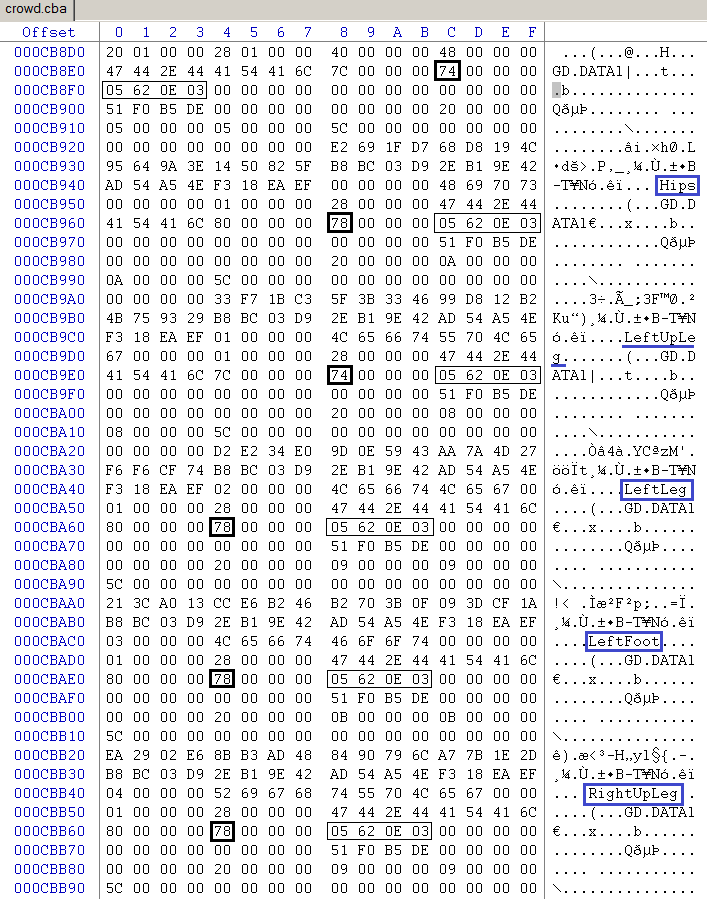 crowd.cba
Offset 0 1 2 3 4 5 6 7 8 9 A B C D E F
000CB8D0 20 01 00 00 28 01 00 00 40 00 00 00 48 00 00 00 ...(...@...H...
000CB8E0 47 44 2E 44 41 54 41 6C 7C 00 00 00 74 00 00 00 GD.DATAl|...t...
000CB8F0 05 62 0E 03 00 00 00 00 00 00 00 00 00 00 00 00 .b..............
000CB900 51 F0 B5 DE 00 00 00 00 00 00 00 00 20 00 00 00 QðµÞ........ ...
000CB910 05 00 00 00 05 00 00 00 5C 00 00 00 00 00 00 00 ........\.......
000CB920 00 00 00 00 00 00 00 00 E2 69 1F D7 68 D8 19 4C ........âi.×hØ.L
000CB930 95 64 9A 3E 14 50 82 5F B8 BC 03 D9 2E B1 9E 42 •dš>.P‚_¸¼.Ù.±•B
000CB940 AD 54 A5 4E F3 18 EA EF 00 00 00 00 48 69 70 73 -T¥Nó.êï....Hips
000CB950 00 00 00 00 01 00 00 00 28 00 00 00 47 44 2E 44 ........(...GD.D
000CB960 41 54 41 6C 80 00 00 00 78 00 00 00 05 62 0E 03 ATAl€...x....b..
000CB970 00 00 00 00 00 00 00 00 00 00 00 00 51 F0 B5 DE ............QðµÞ
000CB980 00 00 00 00 00 00 00 00 20 00 00 00 0A 00 00 00 ........ .......
000CB990 0A 00 00 00 5C 00 00 00 00 00 00 00 00 00 00 00 ....\...........
000CB9A0 00 00 00 00 33 F7 1B C3 5F 3B 33 46 99 D8 12 B2 ....3÷.Ã_;3F™Ø.²
000CB9B0 4B 75 93 29 B8 BC 03 D9 2E B1 9E 42 AD 54 A5 4E Ku“)¸¼.Ù.±•B-T¥N
000CB9C0 F3 18 EA EF 01 00 00 00 4C 65 66 74 55 70 4C 65 ó.êï....LeftUpLe
000CB9D0 67 00 00 00 01 00 00 00 28 00 00 00 47 44 2E 44 g.......(...GD.D
000CB9E0 41 54 41 6C 7C 00 00 00 74 00 00 00 05 62 0E 03 ATAl|...t....b..
000CB9F0 00 00 00 00 00 00 00 00 00 00 00 00 51 F0 B5 DE ............QðµÞ
000CBA00 00 00 00 00 00 00 00 00 20 00 00 00 08 00 00 00 ........ .......
000CBA10 08 00 00 00 5C 00 00 00 00 00 00 00 00 00 00 00 ....\...........
000CBA20 00 00 00 00 D2 E2 34 E0 9D 0E 59 43 AA 7A 4D 27 ....Òâ4à.YCªzM'.
000CBA30 F6 F6 CF 74 B8 BC 03 D9 2E B1 9E 42 AD 54 A5 4E ööÏt¸¼.Ù.±•B-T¥N
000CBA40 F3 18 EA EF 02 00 00 00 4C 65 66 74 4C 65 67 00 ó.êï....LeftLeg.
000CBA50 01 00 00 00 28 00 00 00 47 44 2E 44 41 54 41 6C ....(...GD.DATAl
000CBA60 80 00 00 00 78 00 00 00 05 62 0E 03 00 00 00 00 €...x....b......
000CBA70 00 00 00 00 00 00 00 00 51 F0 B5 DE 00 00 00 00 ........QðµÞ....
000CBA80 00 00 00 00 20 00 00 00 09 00 00 00 09 00 00 00 .... ...........
000CBA90 5C 00 00 00 00 00 00 00 00 00 00 00 00 00 00 00 \...............
000CBAA0 21 3C A0 13 CC E6 B2 46 B2 70 3B 0F 09 3D CF 1A !< .Ìæ²F²p;..=Ï.
000CBAB0 B8 BC 03 D9 2E B1 9E 42 AD 54 A5 4E F3 18 EA EF ¸¼.Ù.±•B-T¥Nó.êï
000CBAC0 03 00 00 00 4C 65 66 74 46 6F 6F 74 00 00 00 00 ....LeftFoot....
000CBAD0 01 00 00 00 28 00 00 00 47 44 2E 44 41 54 41 6C ....(...GD.DATAl
000CBAE0 80 00 00 00 78 00 00 00 05 62 0E 03 00 00 00 00 €...x....b......
000CBAF0 00 00 00 00 00 00 00 00 51 F0 B5 DE 00 00 00 00 ........QðµÞ....
000CBB00 00 00 00 00 20 00 00 00 0B 00 00 00 0B 00 00 00 .... ...........
000CBB10 5C 00 00 00 00 00 00 00 00 00 00 00 00 00 00 00 \...............
000CBB20 EA 29 02 E6 8B B3 AD 48 84 90 79 6C A7 7B 1E 2D ê).æ<³-H„yl§{.-.
000CBB30 B8 BC 03 D9 2E B1 9E 42 AD 54 A5 4E F3 18 EA EF ¸¼.Ù.±•B-T¥Nó.êï
000CBB40 04 00 00 00 52 69 67 68 74 55 70 4C 65 67 00 00 ....RightUpLeg..
000CBB50 01 00 00 00 28 00 00 00 47 44 2E 44 41 54 41 6C ....(...GD.DATAl
000CBB60 80 00 00 00 78 00 00 00 05 62 0E 03 00 00 00 00 €...x....b......
000CBB70 00 00 00 00 00 00 00 00 51 F0 B5 DE 00 00 00 00 ........QðµÞ....
000CBB80 00 00 00 00 20 00 00 00 09 00 00 00 09 00 00 00 .... ...........
000CBB90 5C 00 00 00 00 00 00 00 00 00 00 00 00 00 00 00 \...............